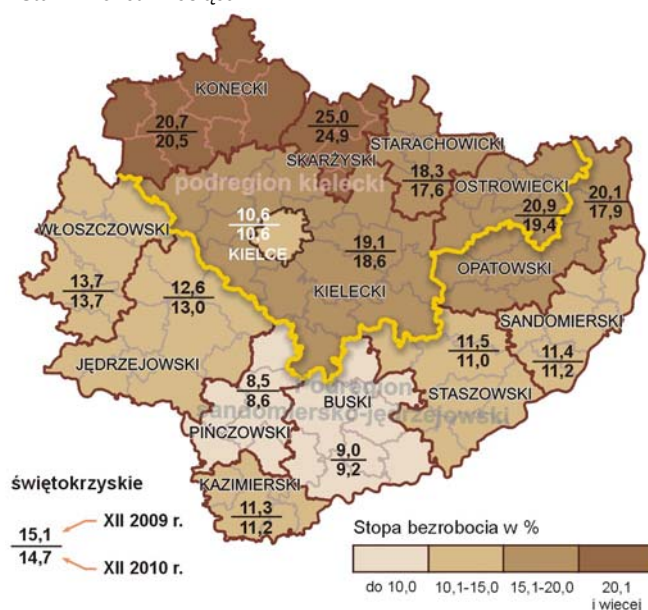 KONECKI
20,7
20,5
25,0
24,9
SKARŻYSKI
STARACHOWICKI
18,3
17,6
podregion kielecki
OSTROWIECKI
20,9
19,4
20,1
17,9
WŁOSZCZOWSKI
13,7
13,7
10,6
10,6
KIELCE
19,1
18,6
KIELECKI
OPATOWSKI
12,6
13,0
JĘDRZEJOWSKI
SANDOMIERSKI
11,4
11,2
11,5
11,0
STASZOWSKI
Podregion
sandomiersko-jędrzejowski
8,5
8,6
PIŃCZOWSKI
BUSKI
9,0
9,2
KAZIMIERSKI
11,3
11,2
świętokrzyskie
15,1
14,7
XII 2009 r.
XII 2010 r.
Stopa bezrobocia w %
do 10,0 10,1-15,0 15,1-20,0 20,1
i więcej